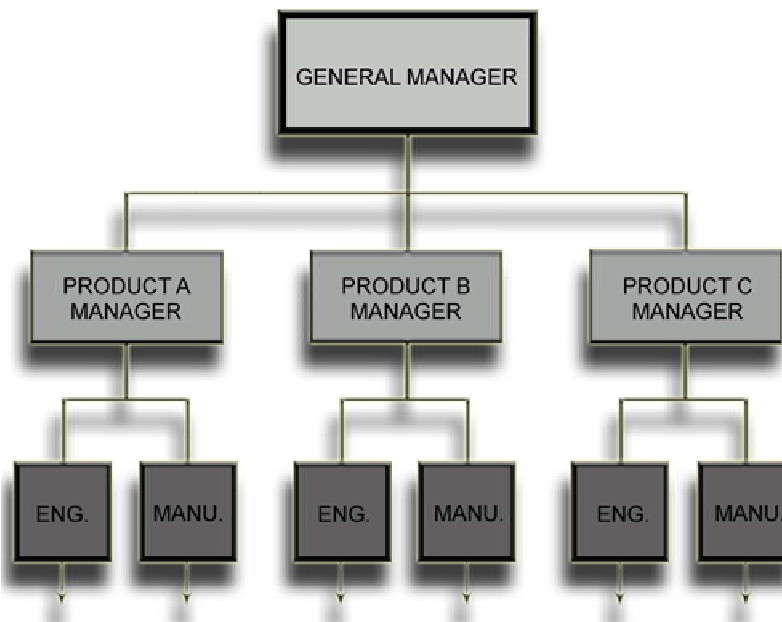 GENERAL MANAGER
PRODUCT A
MANAGER
PRODUCT B
MANAGER
PRODUCT C
MANAGER
ENG.
MANU.
ENG.
MANU.
ENG.
MANU.